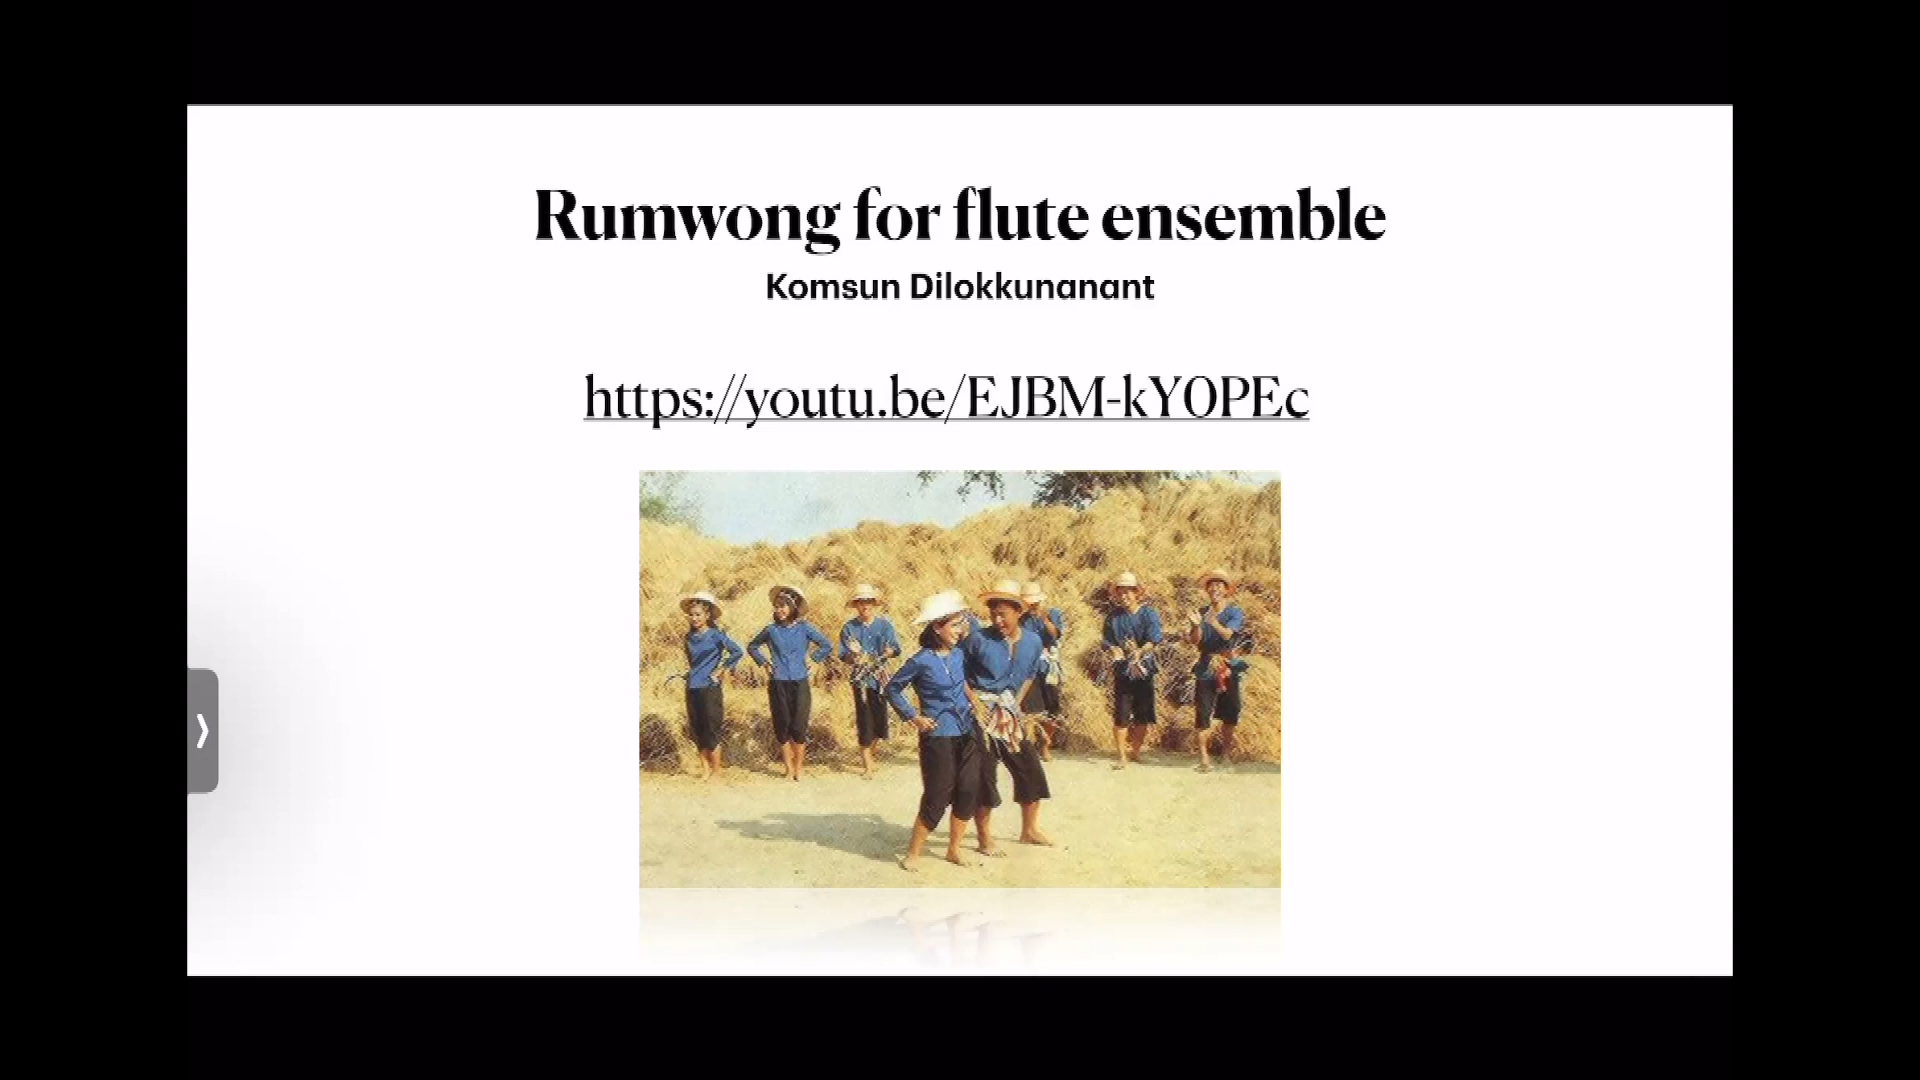 Rumwong for flute ensemble
Komsun Dilokkunanant
https://youtu.be/EJBM-kY0PEc